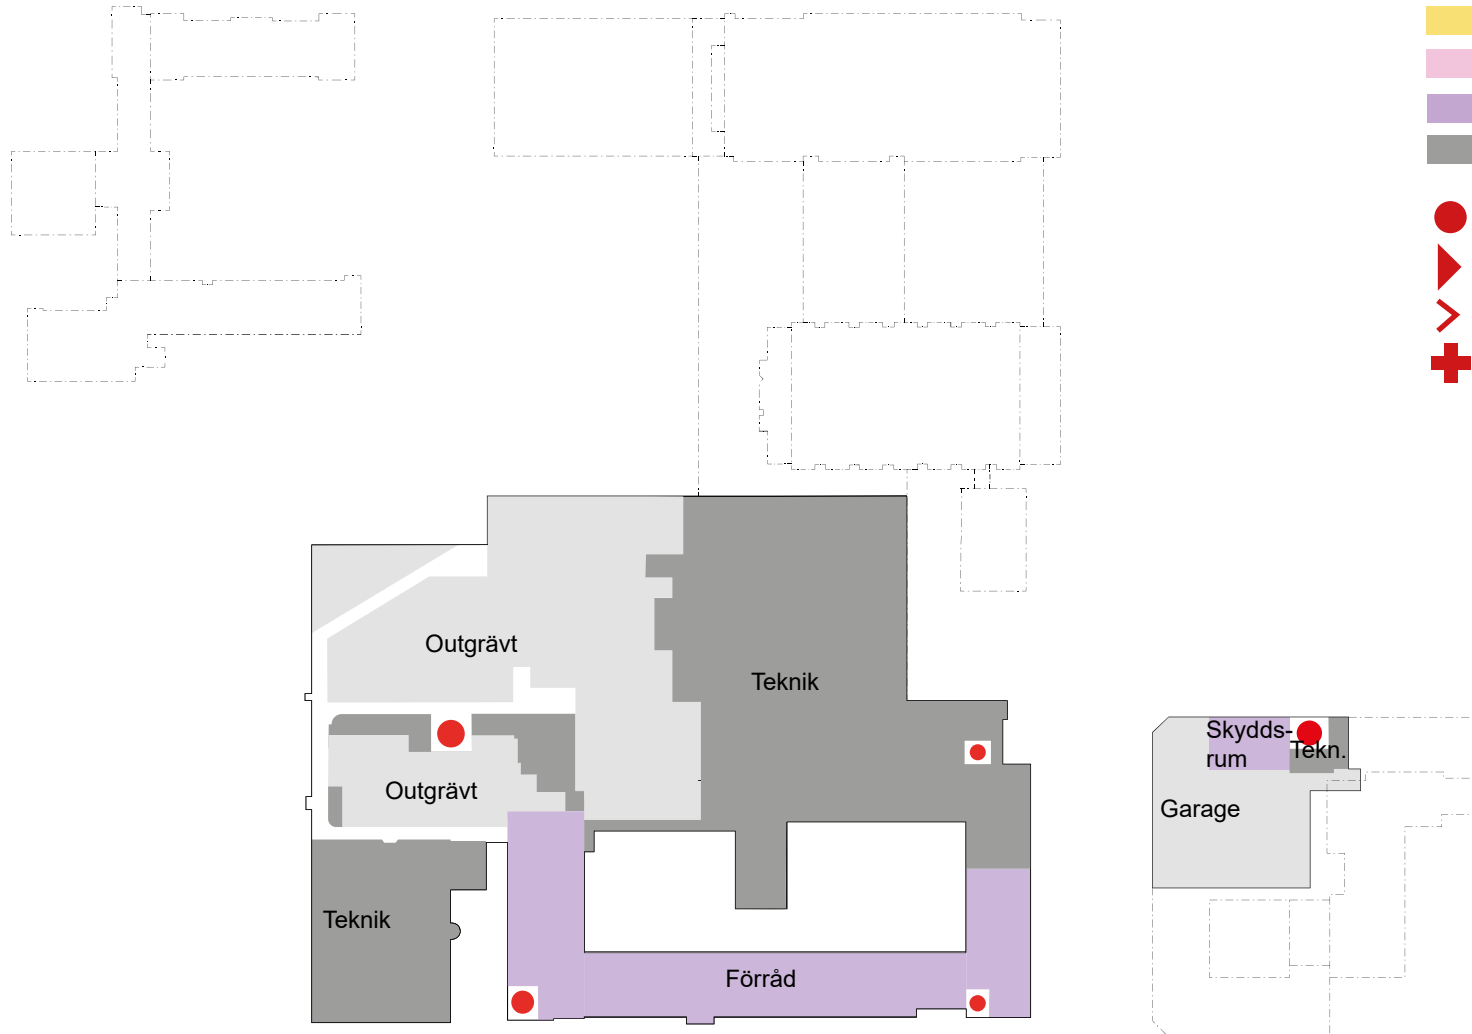 Outgrävt
Teknik
Skydds-
rum
Tekn.
Outgrävt
Garage
Teknik
Förråd